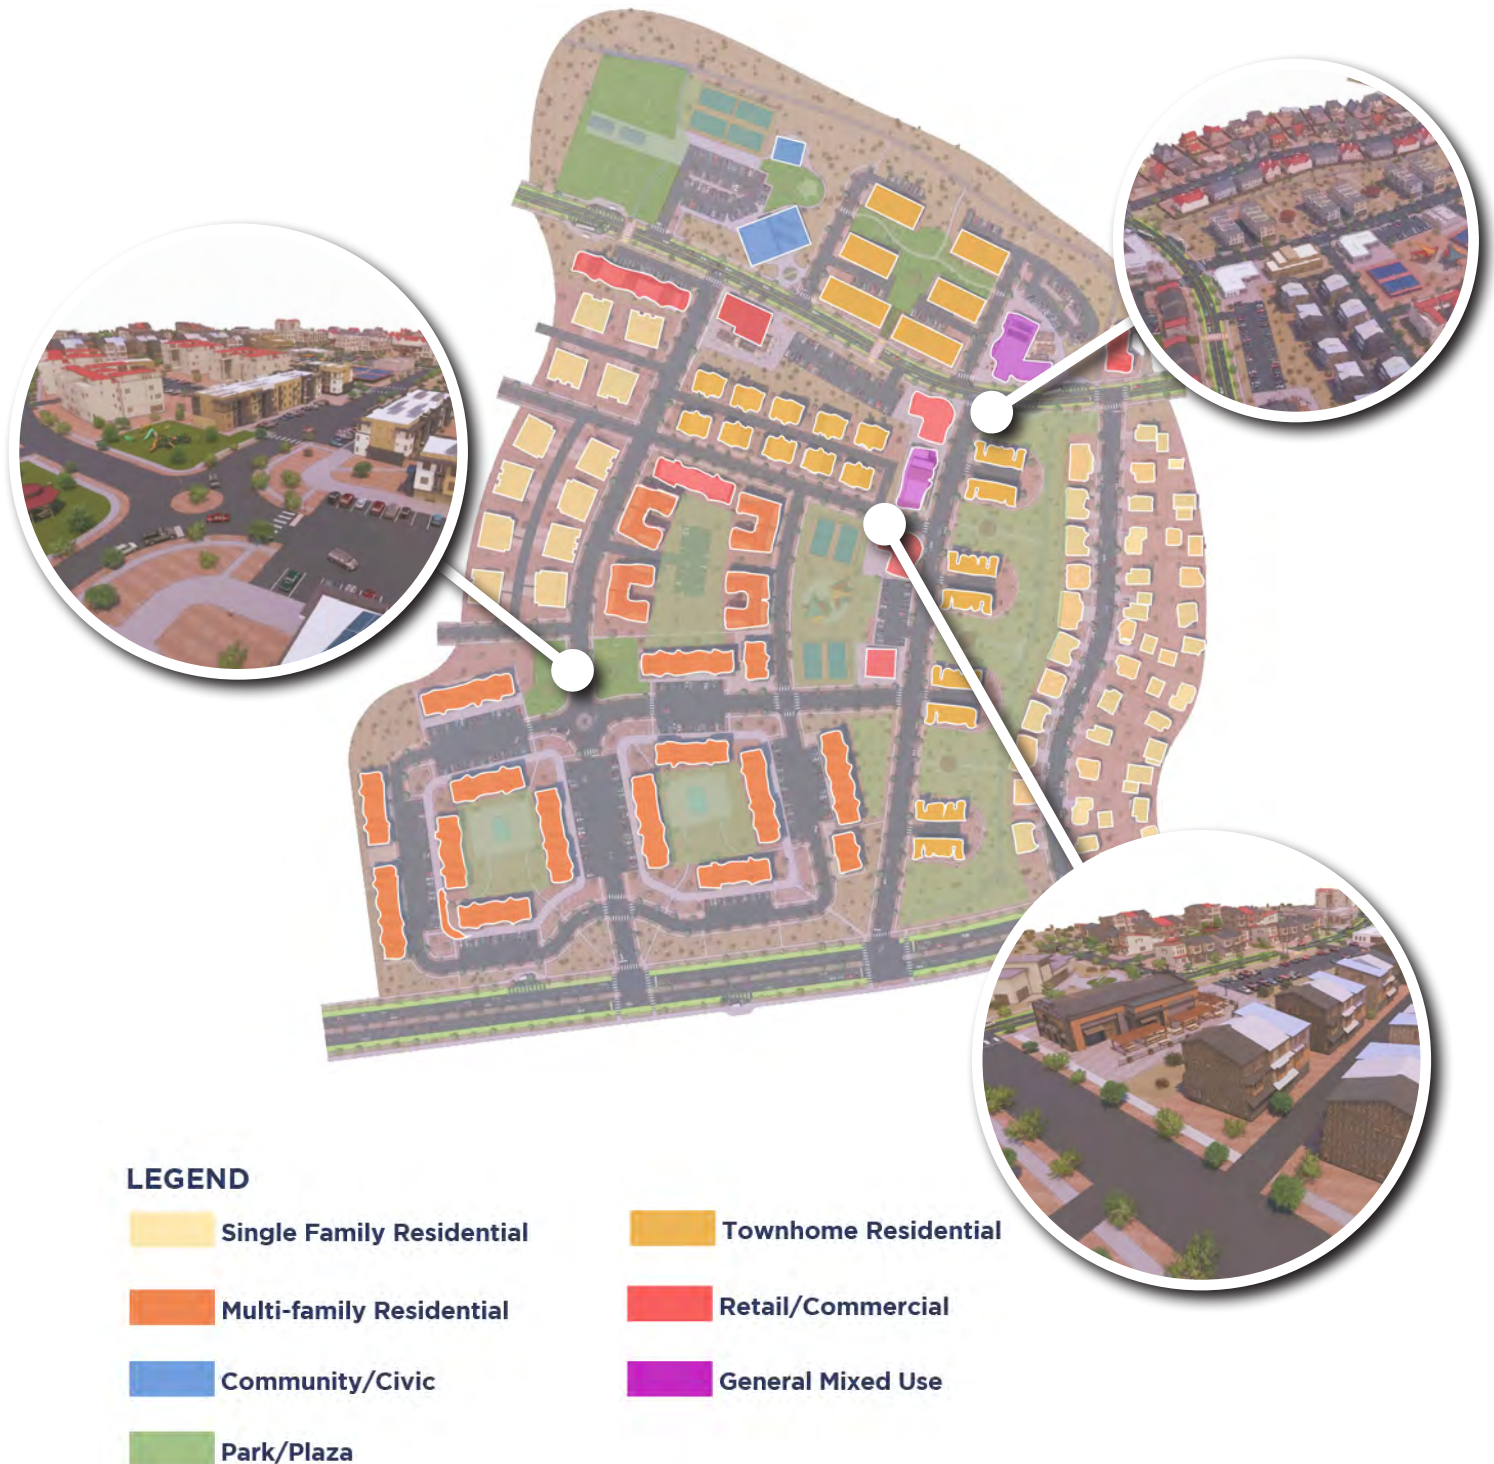 LEGEND
Single Family Residential
Townhome Residential
Multi-family Residential
Retail/Commercial
Community/Civic
General Mixed Use
Park/Plaza